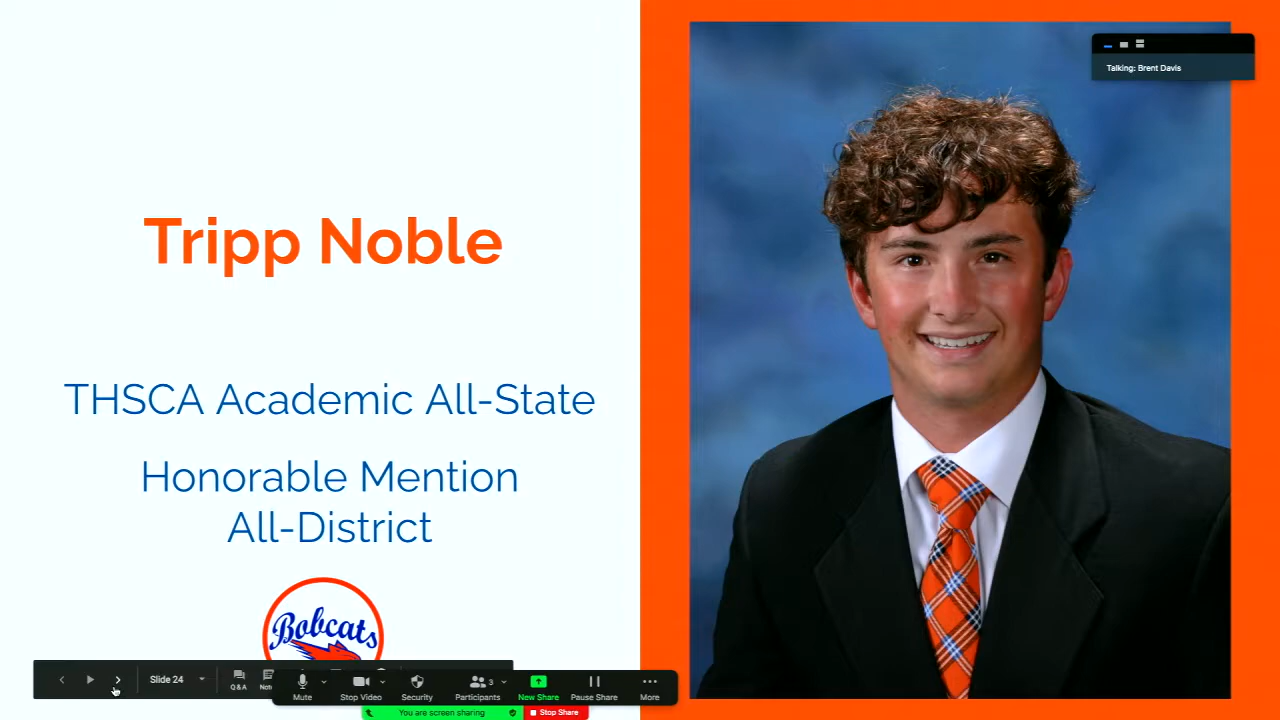 Talking: Brent Davis
Tripp Noble
THSCA Academic All-State
Honorable Mention
All-District
Bobcats
Slide 24
Q&A
Mute
Stop Video
Security
3
Participants
New Share
Pause Share
More
You are screen sharing
Stop Share